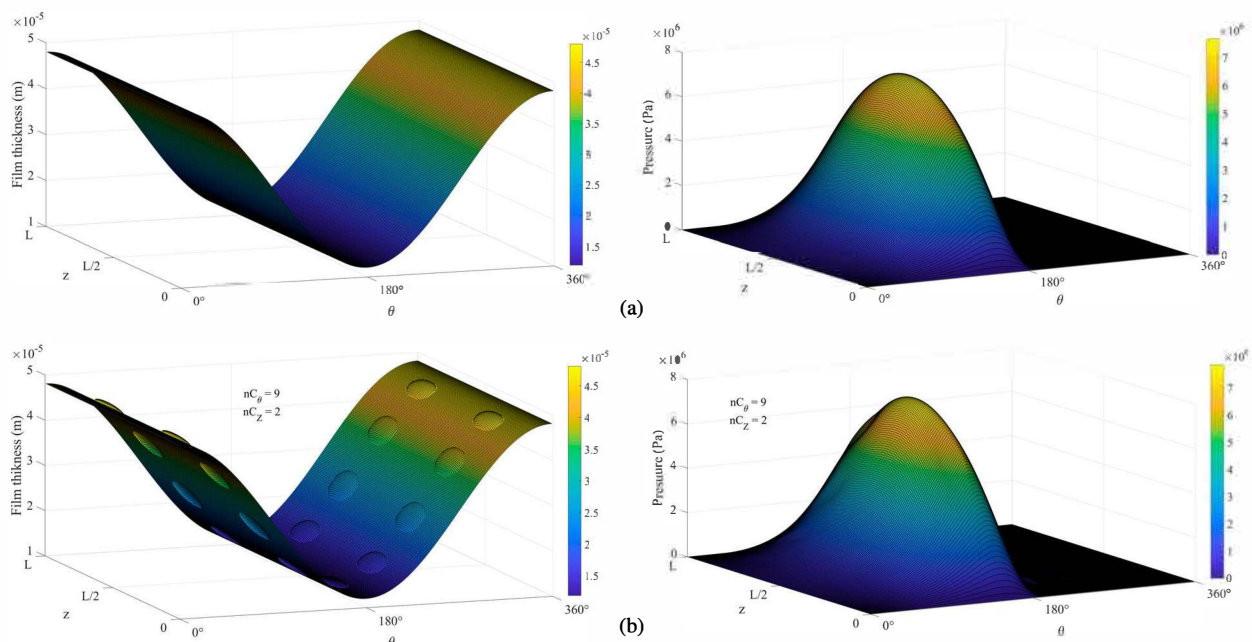 ×10⁻⁵
5
4
3
2
1
Film thickness (m)
L
L/2
0
z
0°
180°
360°
θ
×10⁻⁵
4.5
4
3.5
3
2.5
2
1.5
×10⁶
8
6
4
2
0
Pressure (Pa)
L
L/2
0
z
0°
180°
360°
θ
×10⁶
7
6
5
4
3
2
1
0
(a)
×10⁻⁵
5
4
3
2
1
Film thikness (m)
L
L/2
0
z
0°
180°
360°
θ
nC_θ = 9
nC_Z = 2
×10⁻⁵
4.5
4
3.5
3
2.5
2
1.5
×10⁶
8
6
4
2
0
Presuure (Pa)
L
L/2
0
z
0°
180°
360°
θ
nC_θ = 9
nC_Z = 2
×10⁶
7
6
5
4
3
2
1
0
(b)